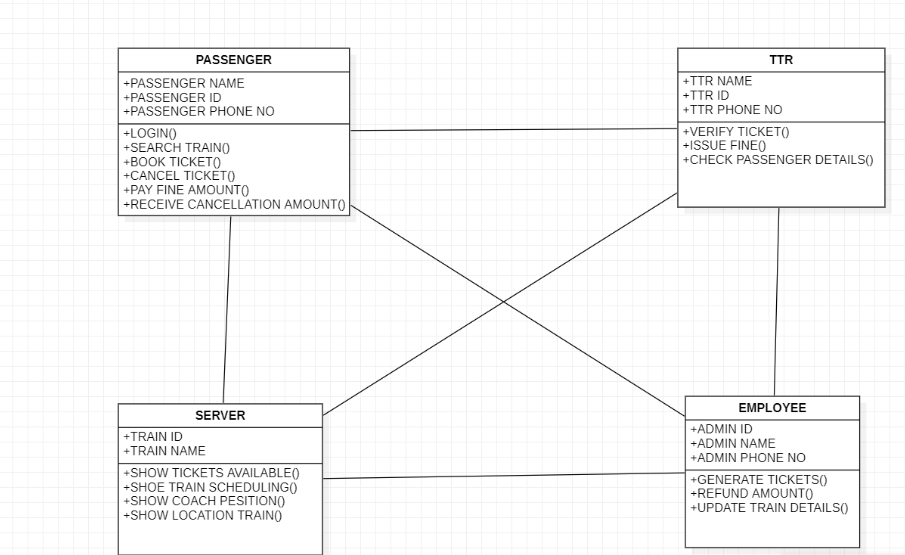 PASSENGER
+PASSENGER NAME
+PASSENGER ID
+PASSENGER PHONE NO
+LOGIN()
+SEARCH TRAIN()
+BOOK TICKET()
+CANCEL TICKET()
+PAY FINE AMOUNT()
+RECEIVE CANCELLATION AMOUNT()
TTR
+TTR NAME
+TTR ID
+TTR PHONE NO
+VERIFY TICKET()
+ISSUE FINE()
+CHECK PASSENGER DETAILS()
SERVER
+TRAIN ID
+TRAIN NAME
+SHOW TICKETS AVAILABLE()
+SHOE TRAIN SCHEDULING()
+SHOW COACH PESITION()
+SHOW LOCATION TRAIN()
EMPLOYEE
+ADMIN ID
+ADMIN NAME
+ADMIN PHONE NO
+GENERATE TICKETS()
+REFUND AMOUNT()
+UPDATE TRAIN DETAILS()